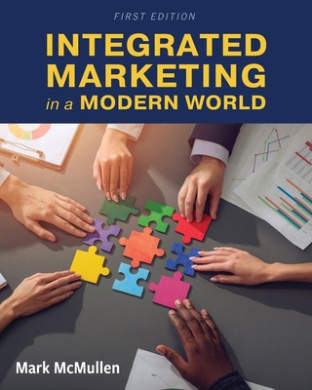 FIRST EDITION
INTEGRATED
MARKETING
in a MODERN WORLD
Mark McMullen